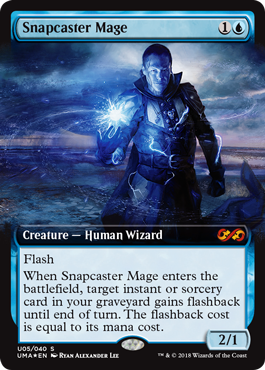 Snapcaster Mage 1
Creature — Human Wizard
Flash
When Snapcaster Mage enters the
battlefield, target instant or sorcery
card in your graveyard gains flashback
until end of turn. The flashback cost
is equal to its mana cost.
2/1
U05/040 S
UMA★EN Ryan Alexander Lee
™ & © 2018 Wizards of the Coast